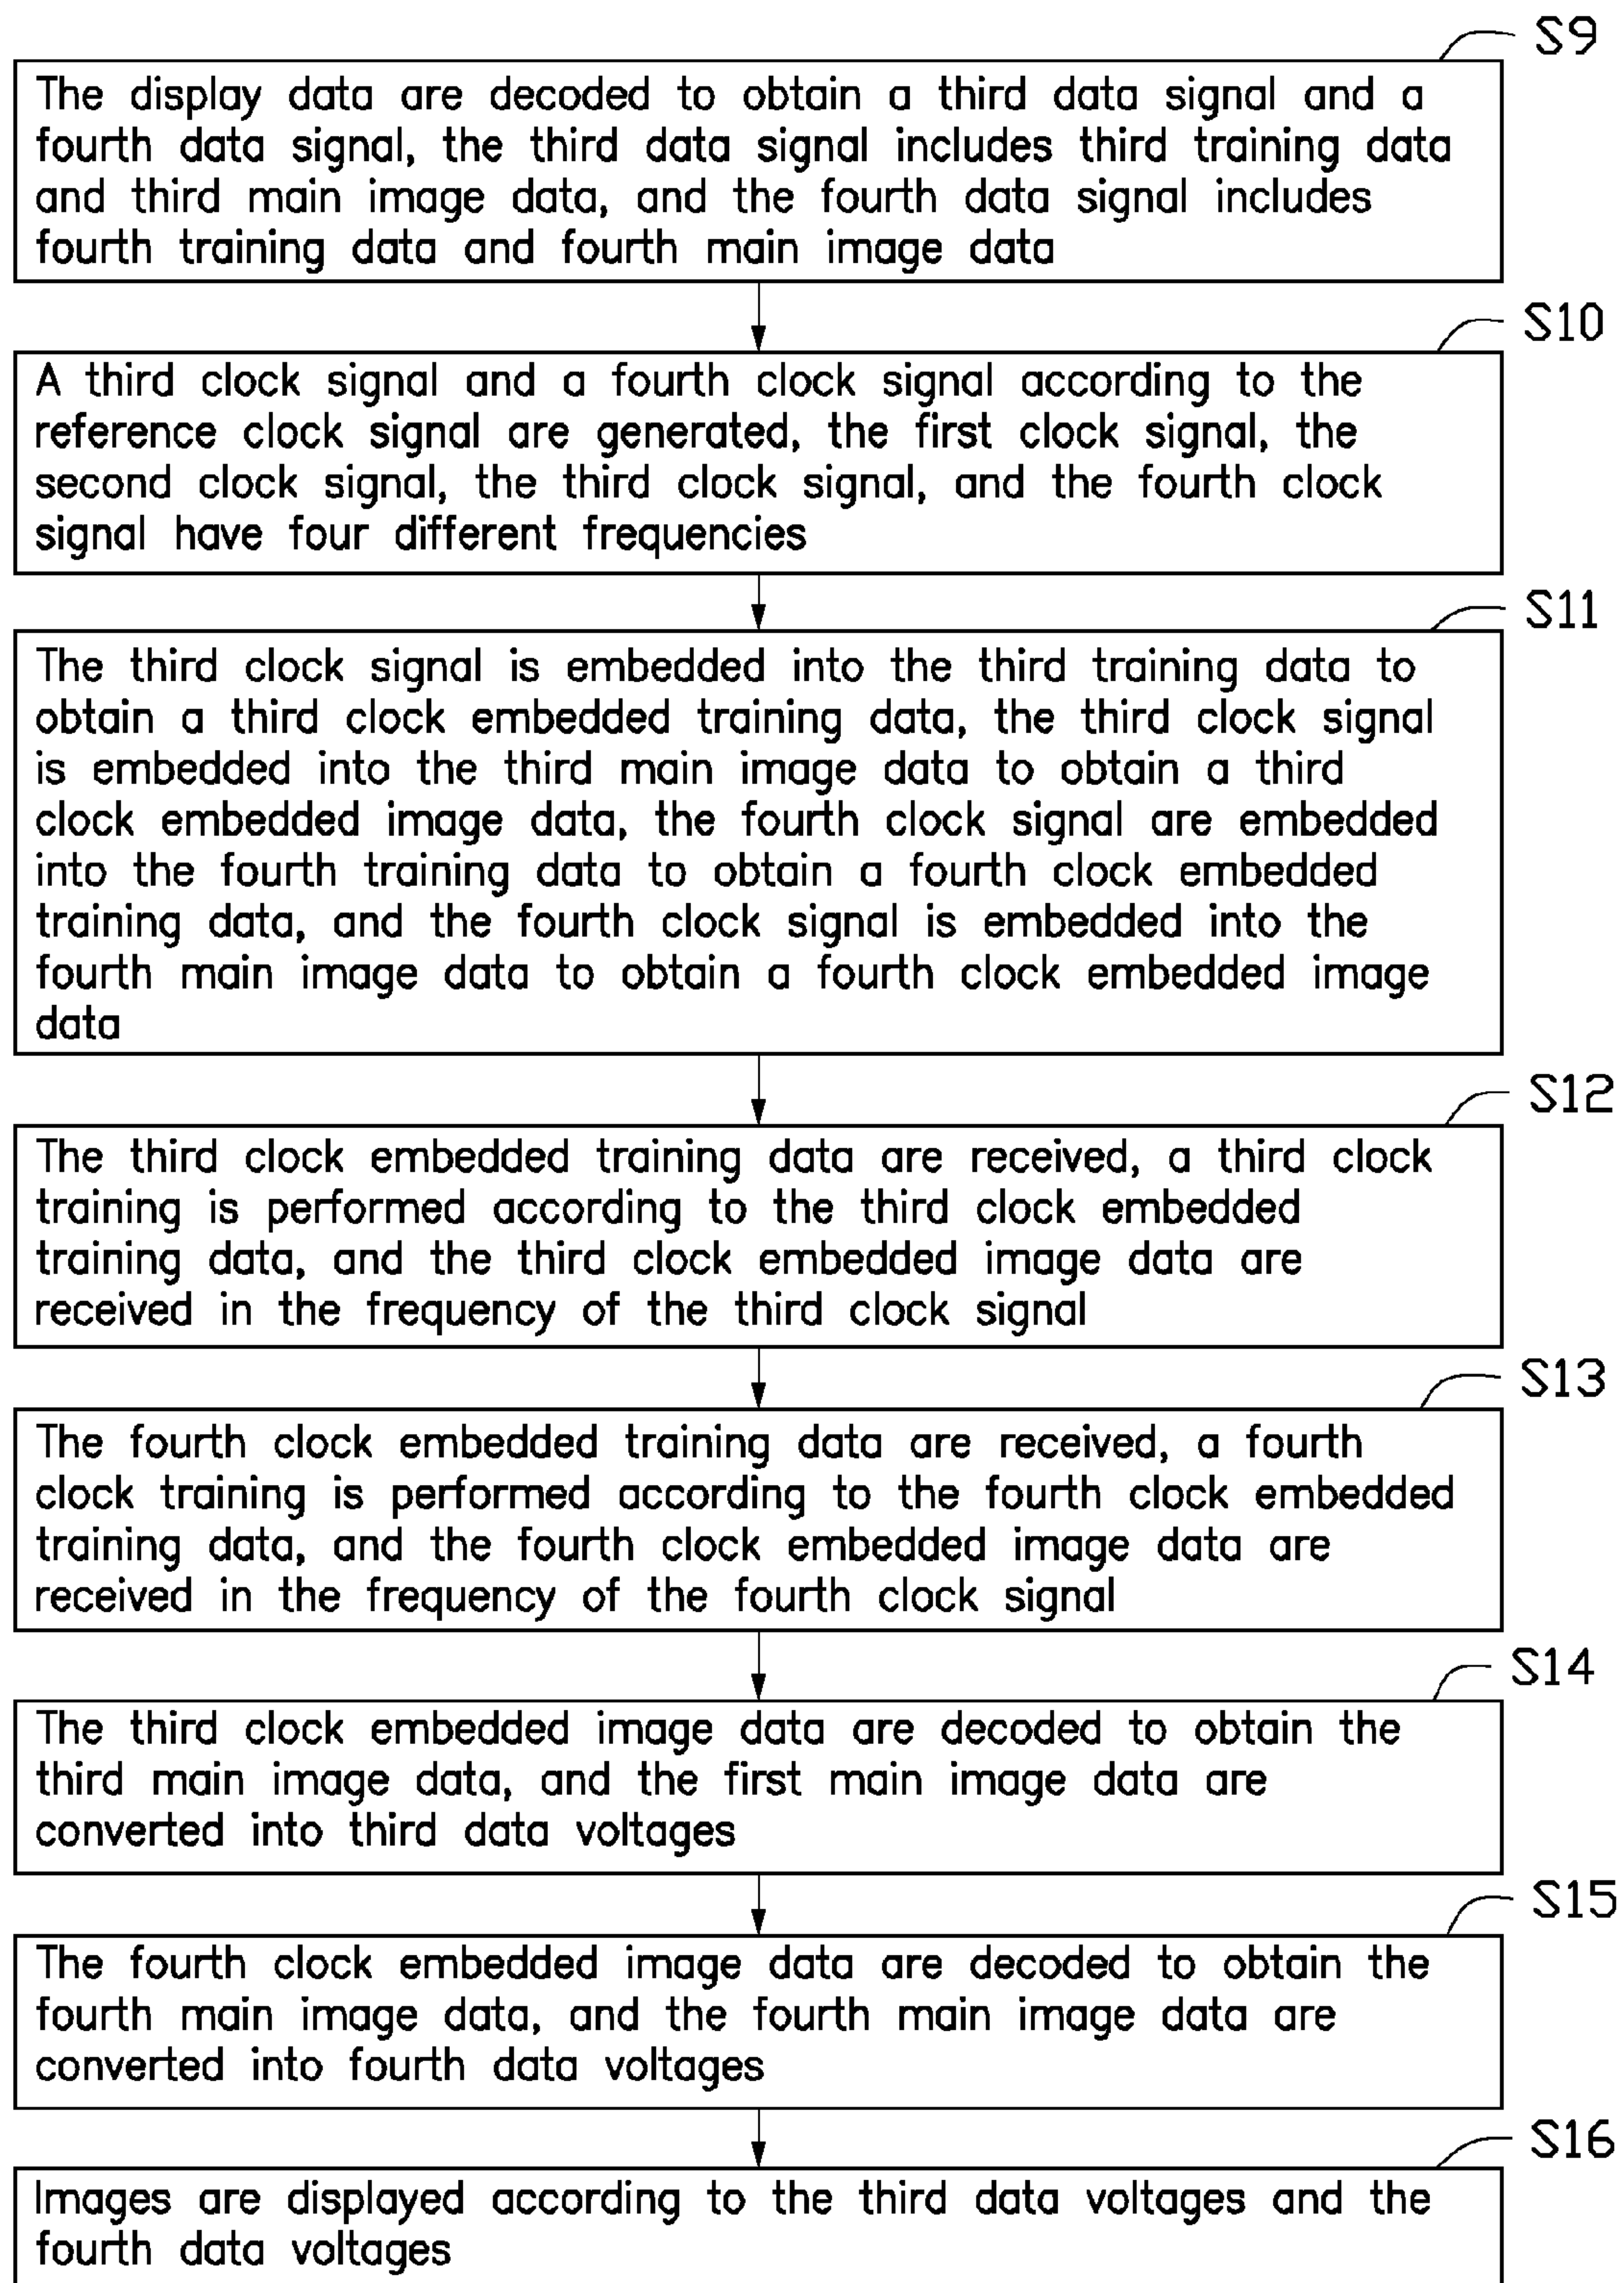 S9
The display data are decoded to obtain a third data signal and a
fourth data signal, the third data signal includes third training data
and third main image data, and the fourth data signal includes
fourth training data and fourth main image data
S10
A third clock signal and a fourth clock signal according to the
reference clock signal are generated, the first clock signal, the
second clock signal, the third clock signal, and the fourth clock
signal have four different frequencies
S11
The third clock signal is embedded into the third training data to
obtain a third clock embedded training data, the third clock signal
is embedded into the third main image data to obtain a third
clock embedded image data, the fourth clock signal are embedded
into the fourth training data to obtain a fourth clock embedded
training data, and the fourth clock signal is embedded into the
fourth main image data to obtain a fourth clock embedded image
data
S12
The third clock embedded training data are received, a third clock
training is performed according to the third clock embedded
training data, and the third clock embedded image data are
received in the frequency of the third clock signal
S13
The fourth clock embedded training data are received, a fourth
clock training is performed according to the fourth clock embedded
training data, and the fourth clock embedded image data are
received in the frequency of the fourth clock signal
S14
The third clock embedded image data are decoded to obtain the
third main image data, and the first main image data are
converted into third data voltages
S15
The fourth clock embedded image data are decoded to obtain the
fourth main image data, and the fourth main image data are
converted into fourth data voltages
S16
Images are displayed according to the third data voltages and the
fourth data voltages